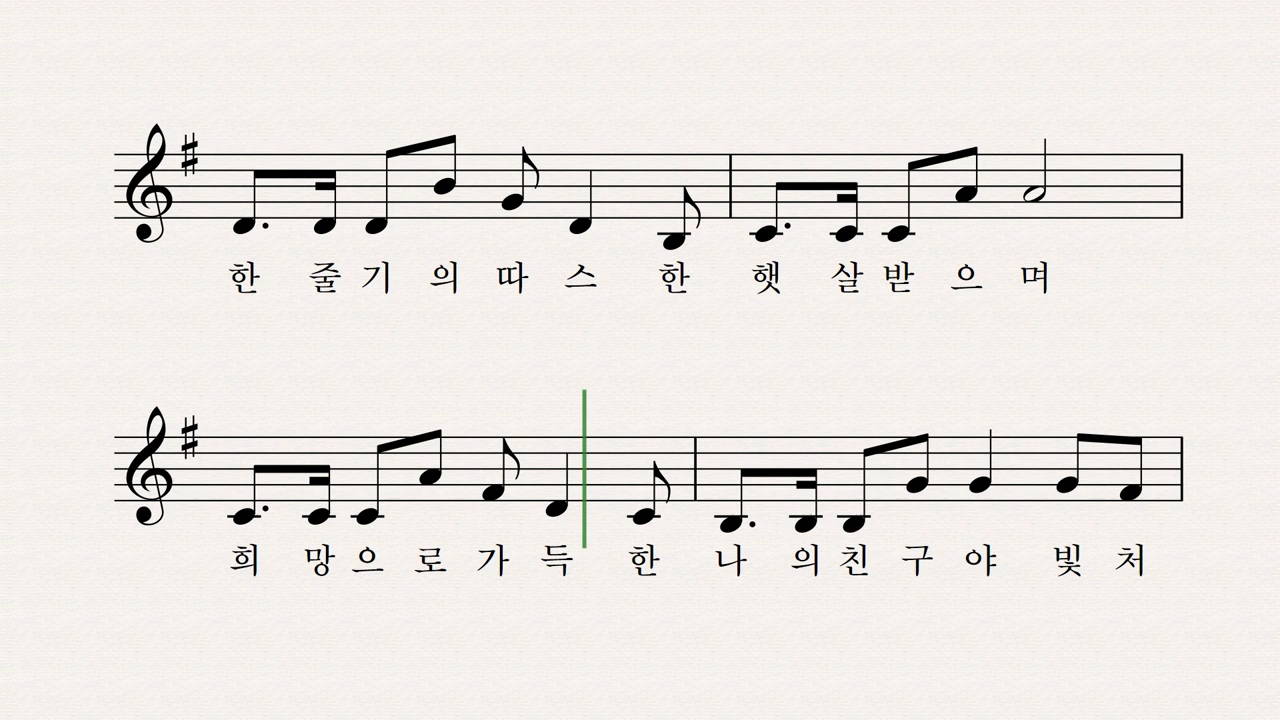 한 줄 기 의 따 스 한 햇 살 받 으 며
희 망 으 로 가 득 한 나 의 친 구 야 빛 처